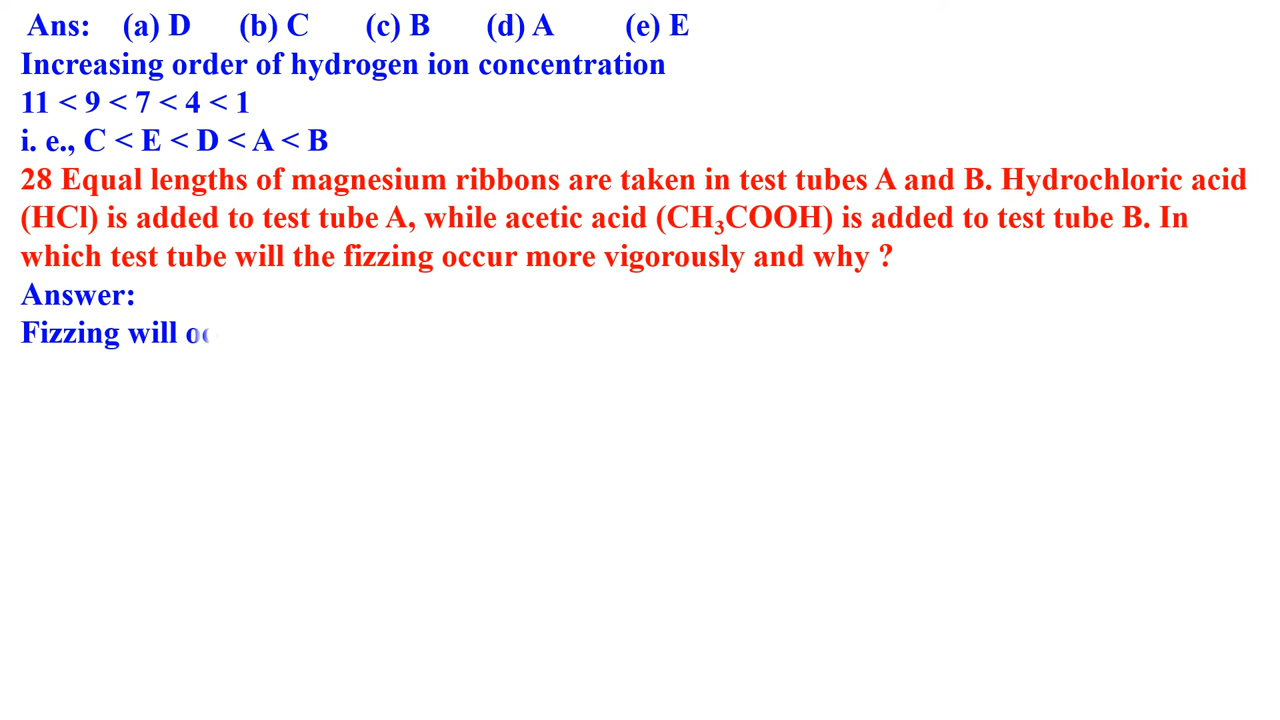 Ans: (a) D (b) C (c) B (d) A (e) E
Increasing order of hydrogen ion concentration
11 < 9 < 7 < 4 < 1
i. e., C < E < D < A < B
28 Equal lengths of magnesium ribbons are taken in test tubes A and B. Hydrochloric acid
(HCl) is added to test tube A, while acetic acid (CH₃COOH) is added to test tube B. In
which test tube will the fizzing occur more vigorously and why ?
Answer:
Fizzing will